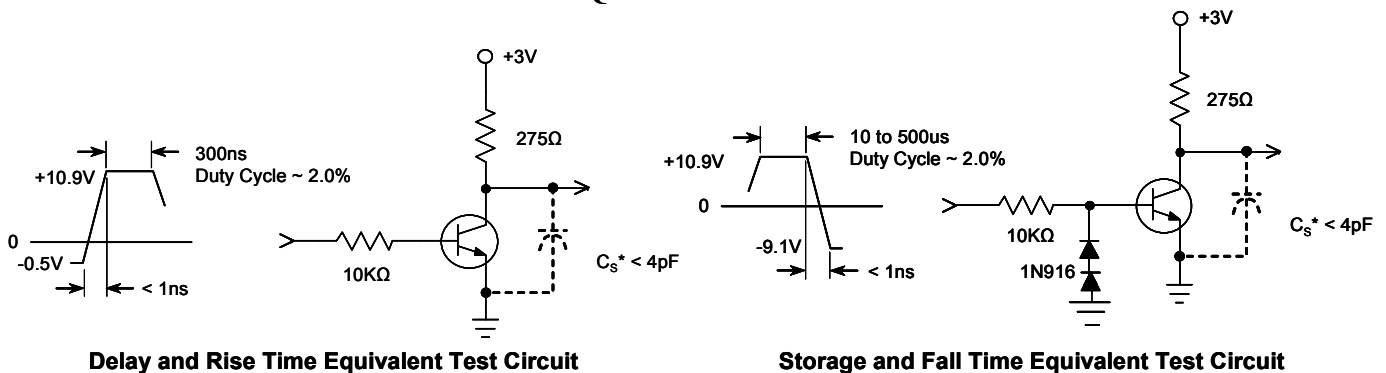 +3V
275Ω
300ns
Duty Cycle ~ 2.0%
+10.9V
0
-0.5V
< 1ns
10KΩ
Cs* < 4pF
Delay and Rise Time Equivalent Test Circuit
+3V
275Ω
10 to 500us
Duty Cycle ~ 2.0%
+10.9V
0
-9.1V
< 1ns
10KΩ
1N916
Cs* < 4pF
Storage and Fall Time Equivalent Test Circuit